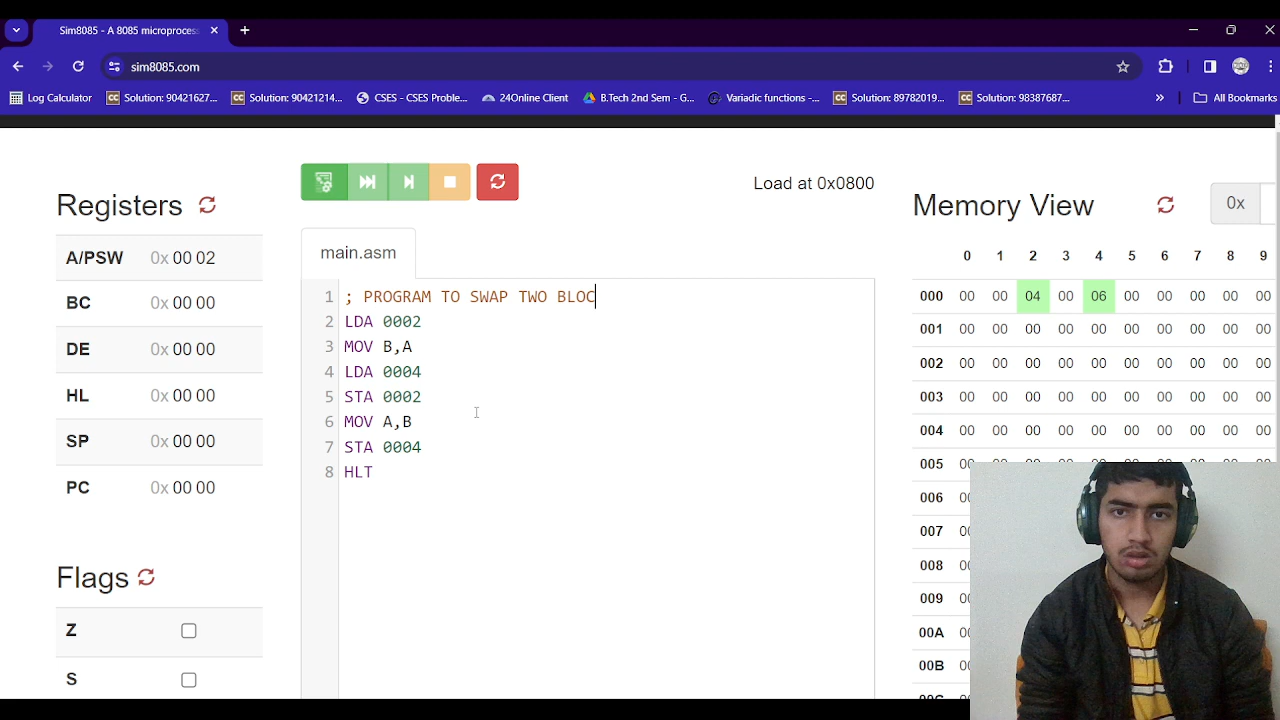 Sim8085 - A 8085 microproces
sim8085.com
Log Calculator
Solution: 90421627...
Solution: 90421214...
CSES - CSES Proble...
24Online Client
B.Tech 2nd Sem - G...
Variadic functions -...
Solution: 89782019...
Solution: 98387687...
»
All Bookmarks
Registers
A/PSW 0x 00 02
BC 0x 00 00
DE 0x 00 00
HL 0x 00 00
SP 0x 00 00
PC 0x 00 00
Flags
Z
S
Load at 0x0800
main.asm
1 ; PROGRAM TO SWAP TWO BLOC
2 LDA 0002
3 MOV B,A
4 LDA 0004
5 STA 0002
6 MOV A,B
7 STA 0004
8 HLT
Memory View 0x
0 1 2 3 4 5 6 7 8 9
000 00 00 04 00 06 00 00 00 00 00
001 00 00 00 00 00 00 00 00 00 00
002 00 00 00 00 00 00 00 00 00 00
003 00 00 00 00 00 00 00 00 00 00
004 00 00 00 00 00 00 00 00 00 00
005
006
007
008
009
00A
00B